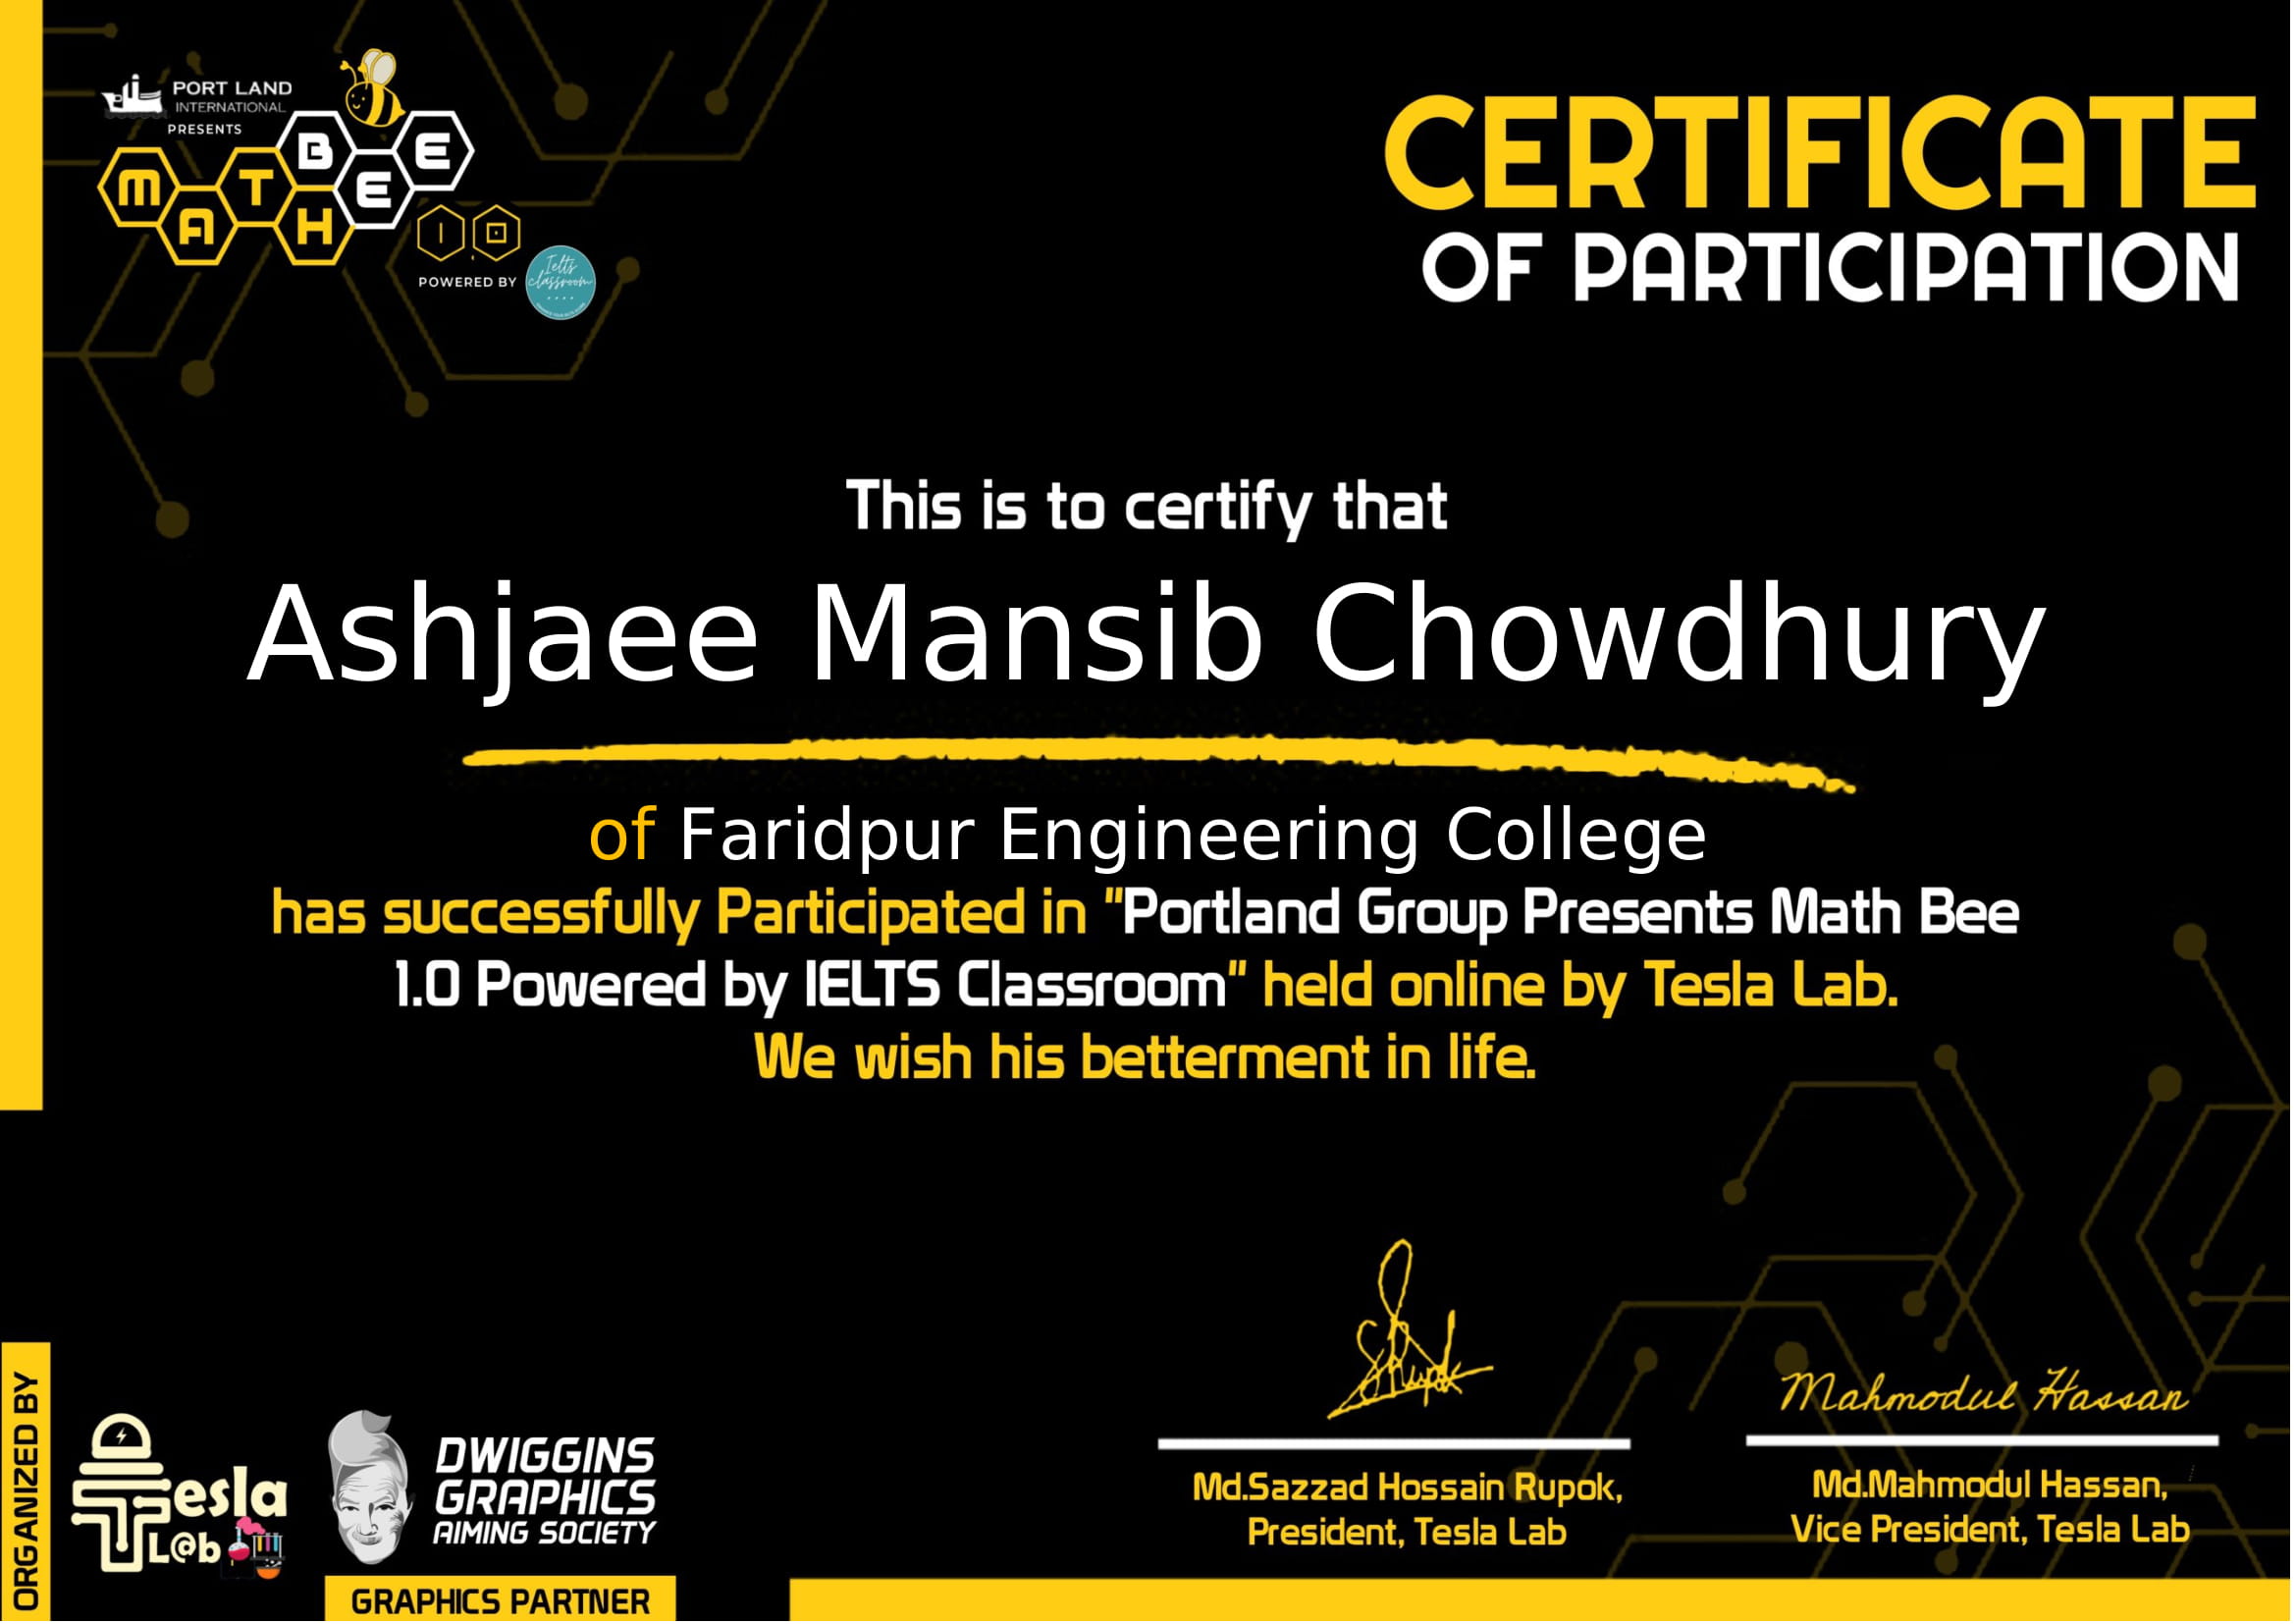 PORT LAND
INTERNATIONAL
PRESENTS
MATH BEE
1.0
POWERED BY
Ielts
classroom
CERTIFICATE
OF PARTICIPATION
This is to certify that
Ashjaee Mansib Chowdhury
of Faridpur Engineering College
has successfully Participated in "Portland Group Presents Math Bee
1.0 Powered by IELTS Classroom" held online by Tesla Lab.
We wish his betterment in life.
ORGANIZED BY
Tesla
L@b
DWIGGINS
GRAPHICS
AIMING SOCIETY
GRAPHICS PARTNER
SRupok
Md.Sazzad Hossain Rupok,
President, Tesla Lab
Mahmodul Hassan
Md.Mahmodul Hassan,
Vice President, Tesla Lab